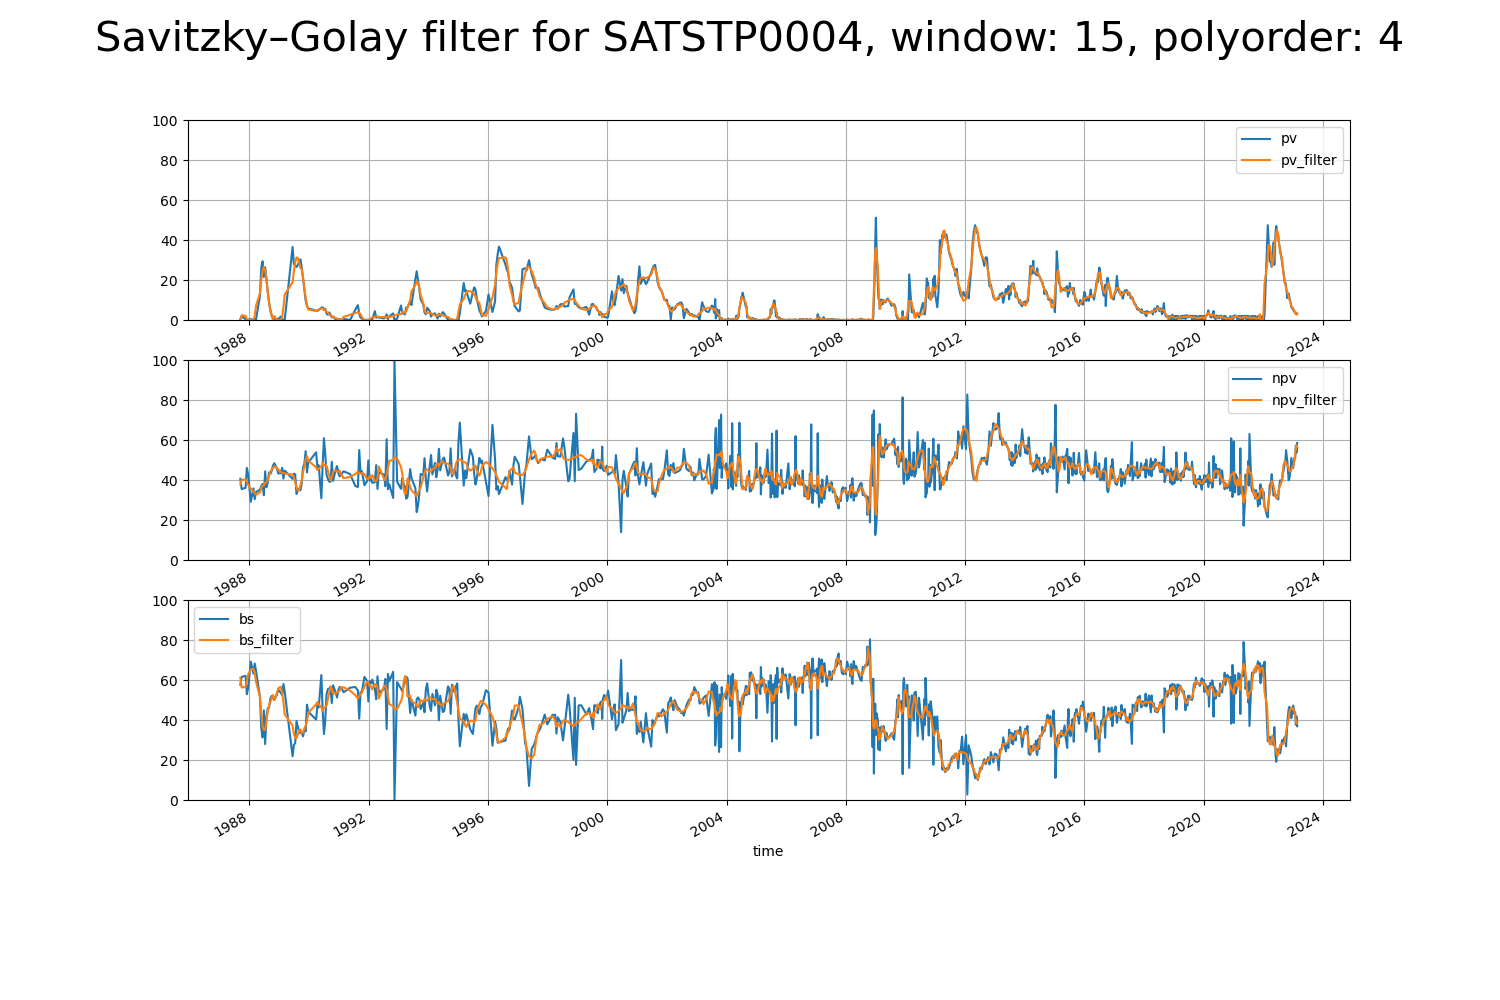 Savitzky–Golay filter for SATSTP0004, window: 15, polyorder: 4
100
80
60
40
20
0
pv
pv_filter
1988 1992 1996 2000 2004 2008 2012 2016 2020 2024
100
80
60
40
20
0
npv
npv_filter
1988 1992 1996 2000 2004 2008 2012 2016 2020 2024
100
80
60
40
20
0
bs
bs_filter
1988 1992 1996 2000 2004 2008 2012 2016 2020 2024
time